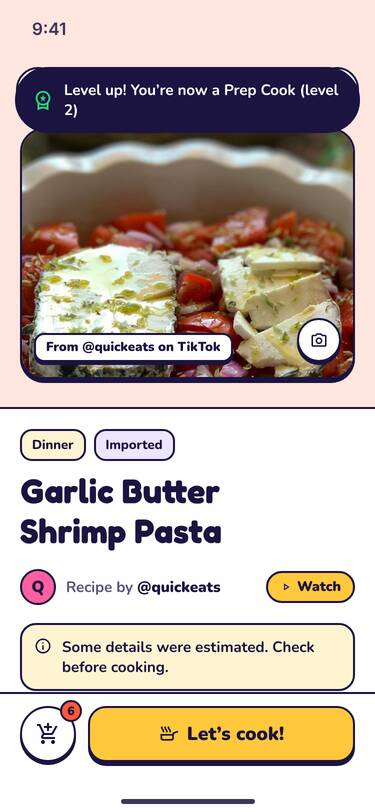 9:41
Level up! You’re now a Prep Cook (level
2)
From @quickeats on TikTok
Dinner
Imported
Garlic Butter
Shrimp Pasta
Q
Recipe by @quickeats
Watch
Some details were estimated. Check
before cooking.
6
Let’s cook!